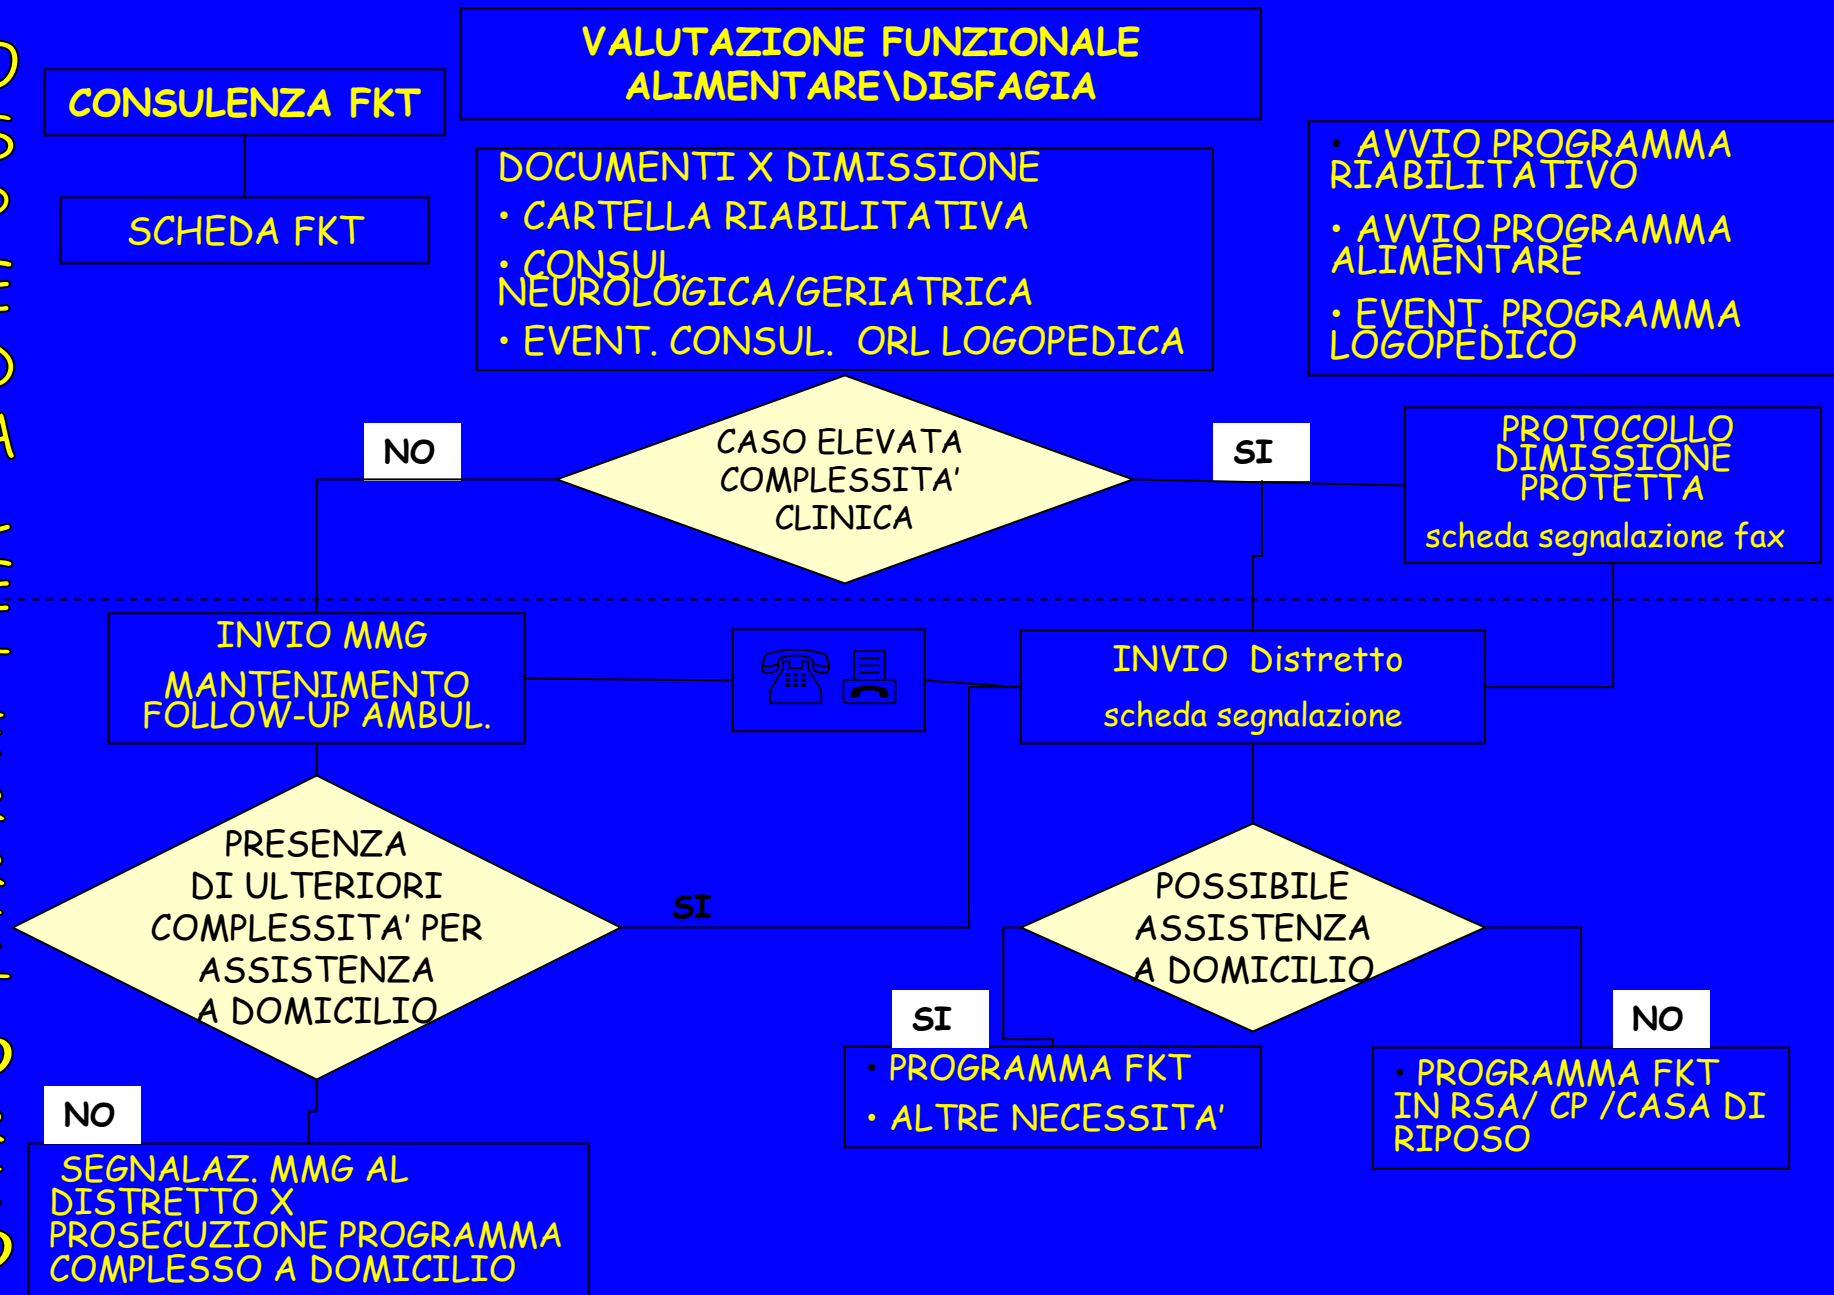 VALUTAZIONE FUNZIONALE
ALIMENTARE\DISFAGIA
CONSULENZA FKT
SCHEDA FKT
DOCUMENTI X DIMISSIONE
• CARTELLA RIABILITATIVA
• CONSUL.
NEUROLOGICA/GERIATRICA
• EVENT. CONSUL. ORL LOGOPEDICA
• AVVIO PROGRAMMA
RIABILITATIVO
• AVVIO PROGRAMMA
ALIMENTARE
• EVENT. PROGRAMMA
LOGOPEDICO
NO
CASO ELEVATA
COMPLESSITA'
CLINICA
SI
PROTOCOLLO
DIMISSIONE
PROTETTA
scheda segnalazione fax
INVIO MMG
MANTENIMENTO
FOLLOW-UP AMBUL.
INVIO Distretto
scheda segnalazione
PRESENZA
DI ULTERIORI
COMPLESSITA' PER
ASSISTENZA
A DOMICILIO
SI
POSSIBILE
ASSISTENZA
A DOMICILIO
SI
NO
• PROGRAMMA FKT
• ALTRE NECESSITA'
• PROGRAMMA FKT
IN RSA/ CP /CASA DI
RIPOSO
NO
SEGNALAZ. MMG AL
DISTRETTO X
PROSECUZIONE PROGRAMMA
COMPLESSO A DOMICILIO